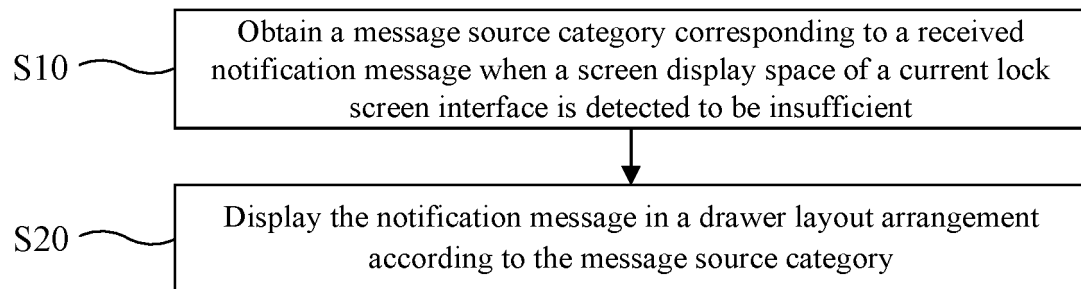 S10
Obtain a message source category corresponding to a received
notification message when a screen display space of a current lock
screen interface is detected to be insufficient
S20
Display the notification message in a drawer layout arrangement
according to the message source category